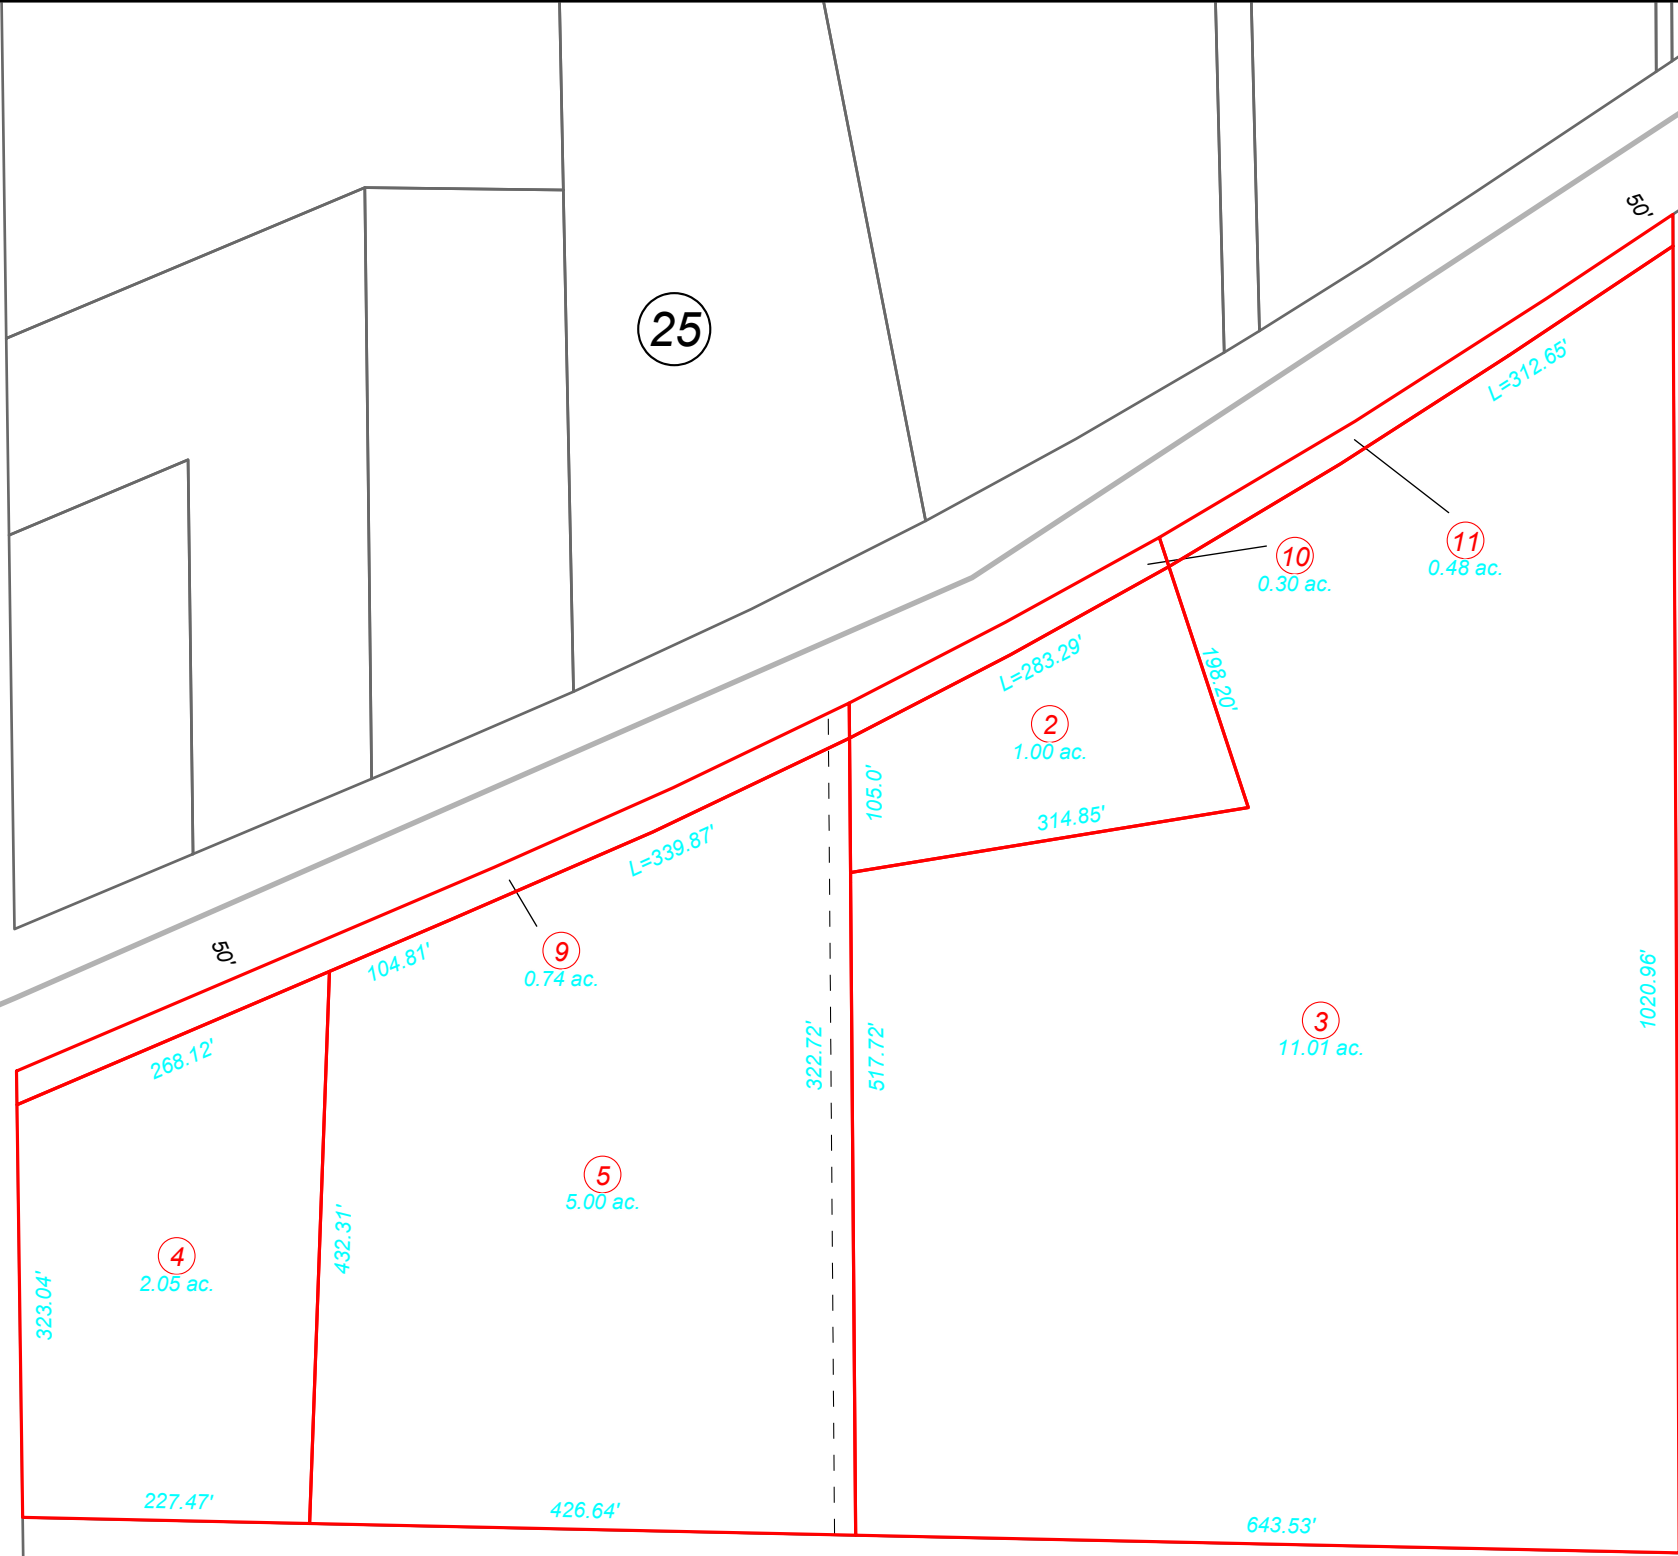 50'
25
L=312.65'
11
0.48 ac.
10
0.30 ac.
L=283.29'
198.20'
2
1.00 ac.
105.0'
314.85'
L=339.87'
50'
104.81'
9
0.74 ac.
268.12'
322.72'
517.72'
1020.96'
3
11.01 ac.
5
5.00 ac.
432.31'
4
2.05 ac.
323.04'
227.47'
426.64'
643.53'